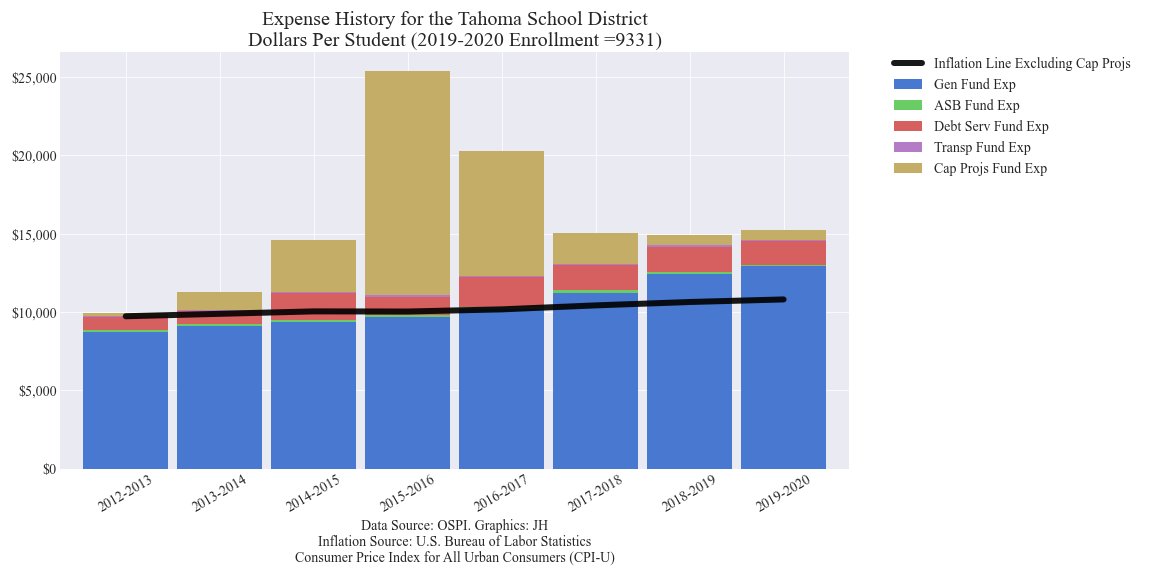 Expense History for the Tahoma School District
Dollars Per Student (2019-2020 Enrollment =9331)
Inflation Line Excluding Cap Projs
Gen Fund Exp
ASB Fund Exp
Debt Serv Fund Exp
Transp Fund Exp
Cap Projs Fund Exp
$25,000
$20,000
$15,000
$10,000
$5,000
$0
2012-2013
2013-2014
2014-2015
2015-2016
2016-2017
2017-2018
2018-2019
2019-2020
Data Source: OSPI. Graphics: JH
Inflation Source: U.S. Bureau of Labor Statistics
Consumer Price Index for All Urban Consumers (CPI-U)